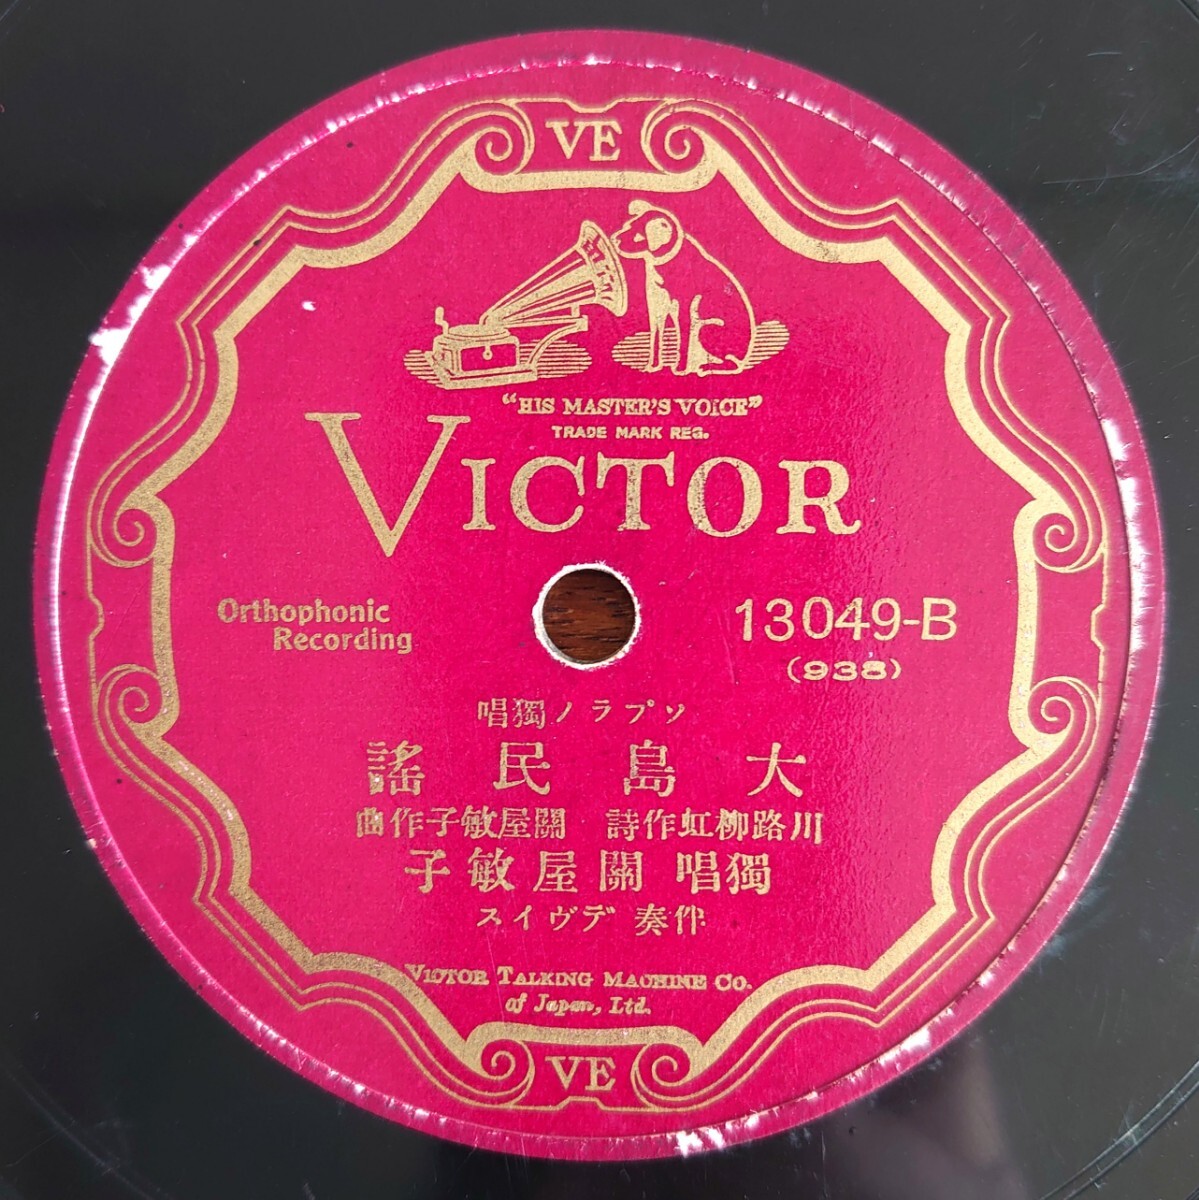 VE
"HIS MASTER'S VOICE"
TRADE MARK REG.
VICTOR
Orthophonic
Recording
13049-B
(938)
ソプラノ獨唱
大島民謠
川路柳虹作詩 關屋敏子作曲
獨唱 關屋敏子
伴奏 デヴイス
VICTOR TALKING MACHINE CO.
of Japan, Ltd.
VE